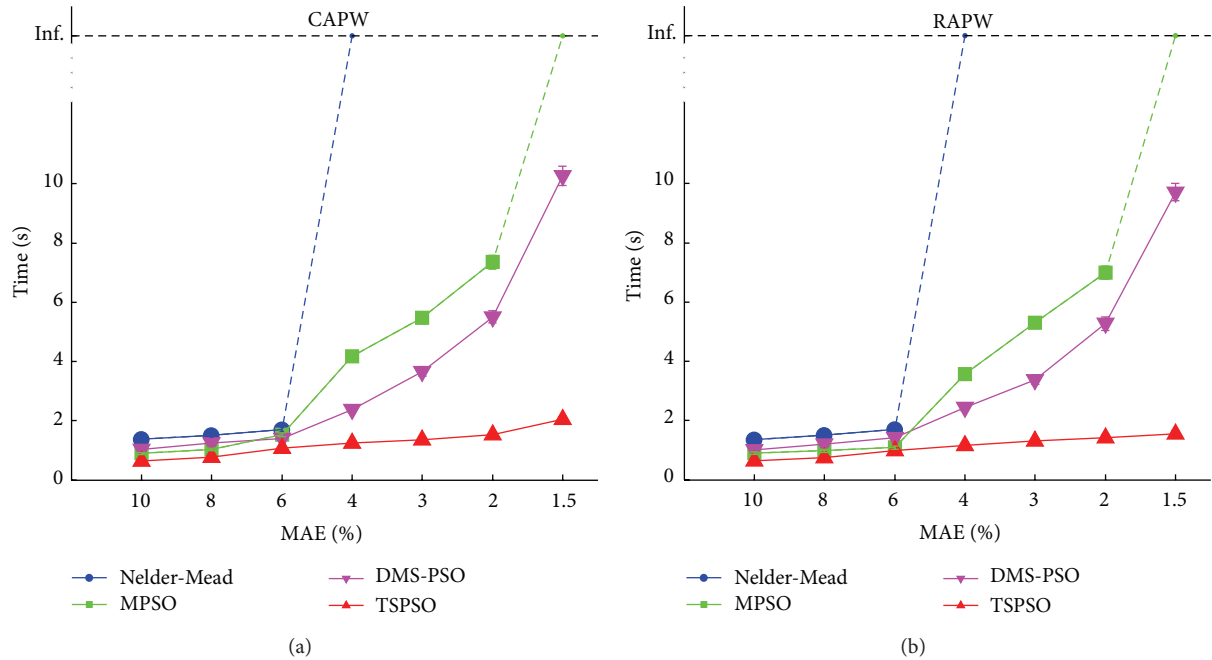 CAPW
Inf.
10
8
6
4
2
0
Time (s)
10 8 6 4 3 2 1.5
MAE (%)
Nelder-Mead
MPSO
DMS-PSO
TSPSO
(a)
RAPW
Inf.
10
8
6
4
2
0
Time (s)
10 8 6 4 3 2 1.5
MAE (%)
Nelder-Mead
MPSO
DMS-PSO
TSPSO
(b)